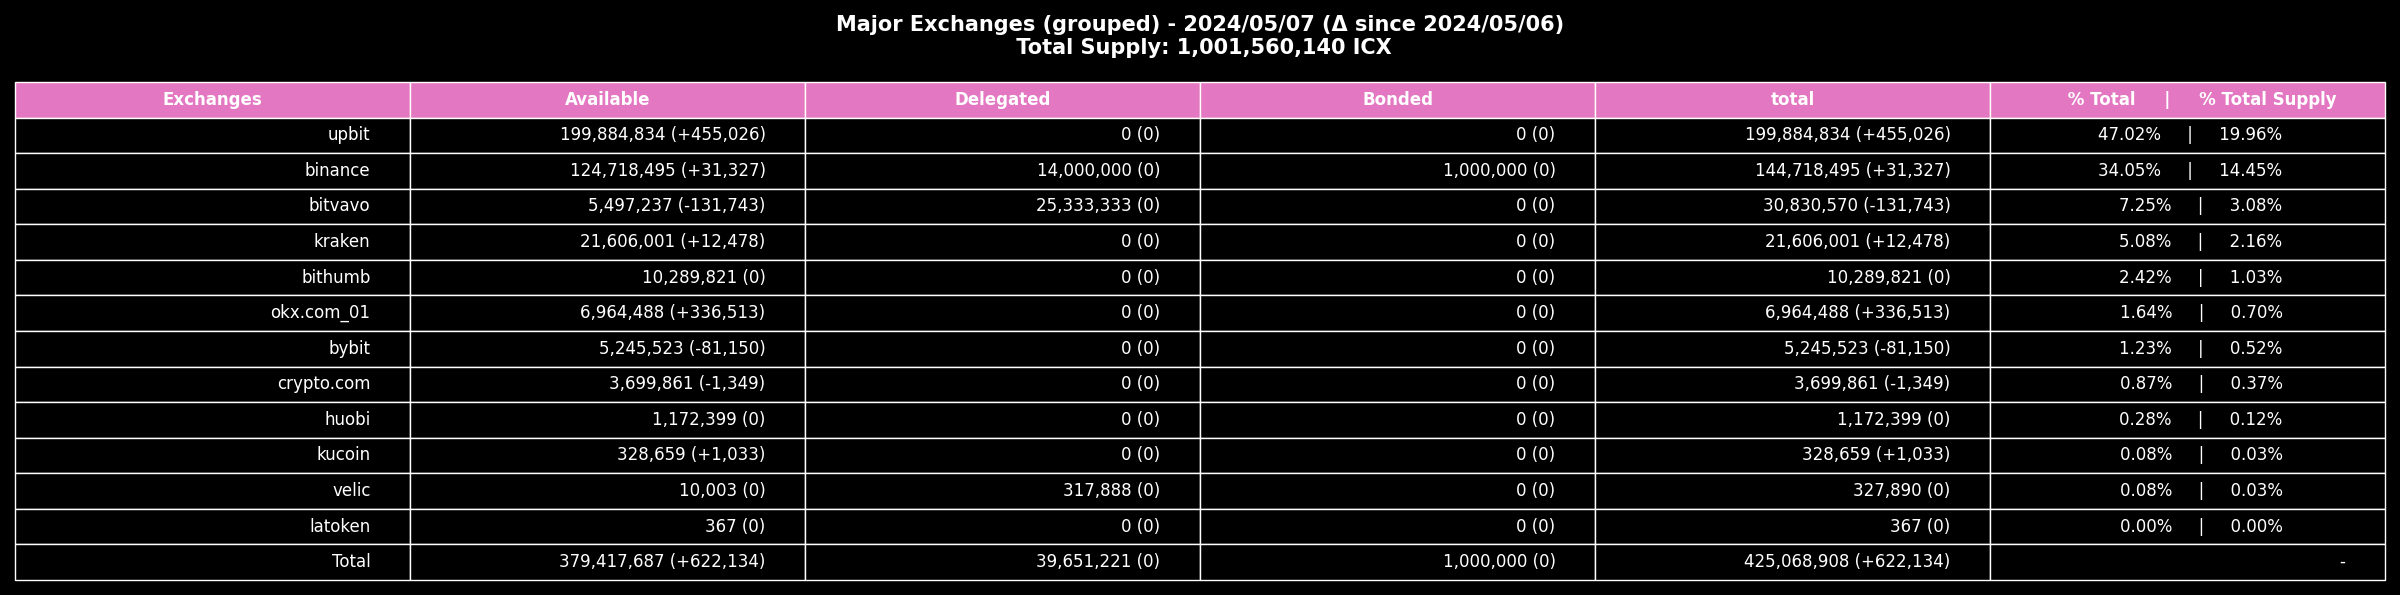 Major Exchanges (grouped) - 2024/05/07 (Δ since 2024/05/06)
Total Supply: 1,001,560,140 ICX
Exchanges Available Delegated Bonded total % Total | % Total Supply
upbit 199,884,834 (+455,026) 0 (0) 0 (0) 199,884,834 (+455,026) 47.02% | 19.96%
binance 124,718,495 (+31,327) 14,000,000 (0) 1,000,000 (0) 144,718,495 (+31,327) 34.05% | 14.45%
bitvavo 5,497,237 (-131,743) 25,333,333 (0) 0 (0) 30,830,570 (-131,743) 7.25% | 3.08%
kraken 21,606,001 (+12,478) 0 (0) 0 (0) 21,606,001 (+12,478) 5.08% | 2.16%
bithumb 10,289,821 (0) 0 (0) 0 (0) 10,289,821 (0) 2.42% | 1.03%
okx.com_01 6,964,488 (+336,513) 0 (0) 0 (0) 6,964,488 (+336,513) 1.64% | 0.70%
bybit 5,245,523 (-81,150) 0 (0) 0 (0) 5,245,523 (-81,150) 1.23% | 0.52%
crypto.com 3,699,861 (-1,349) 0 (0) 0 (0) 3,699,861 (-1,349) 0.87% | 0.37%
huobi 1,172,399 (0) 0 (0) 0 (0) 1,172,399 (0) 0.28% | 0.12%
kucoin 328,659 (+1,033) 0 (0) 0 (0) 328,659 (+1,033) 0.08% | 0.03%
velic 10,003 (0) 317,888 (0) 0 (0) 327,890 (0) 0.08% | 0.03%
latoken 367 (0) 0 (0) 0 (0) 367 (0) 0.00% | 0.00%
Total 379,417,687 (+622,134) 39,651,221 (0) 1,000,000 (0) 425,068,908 (+622,134) -